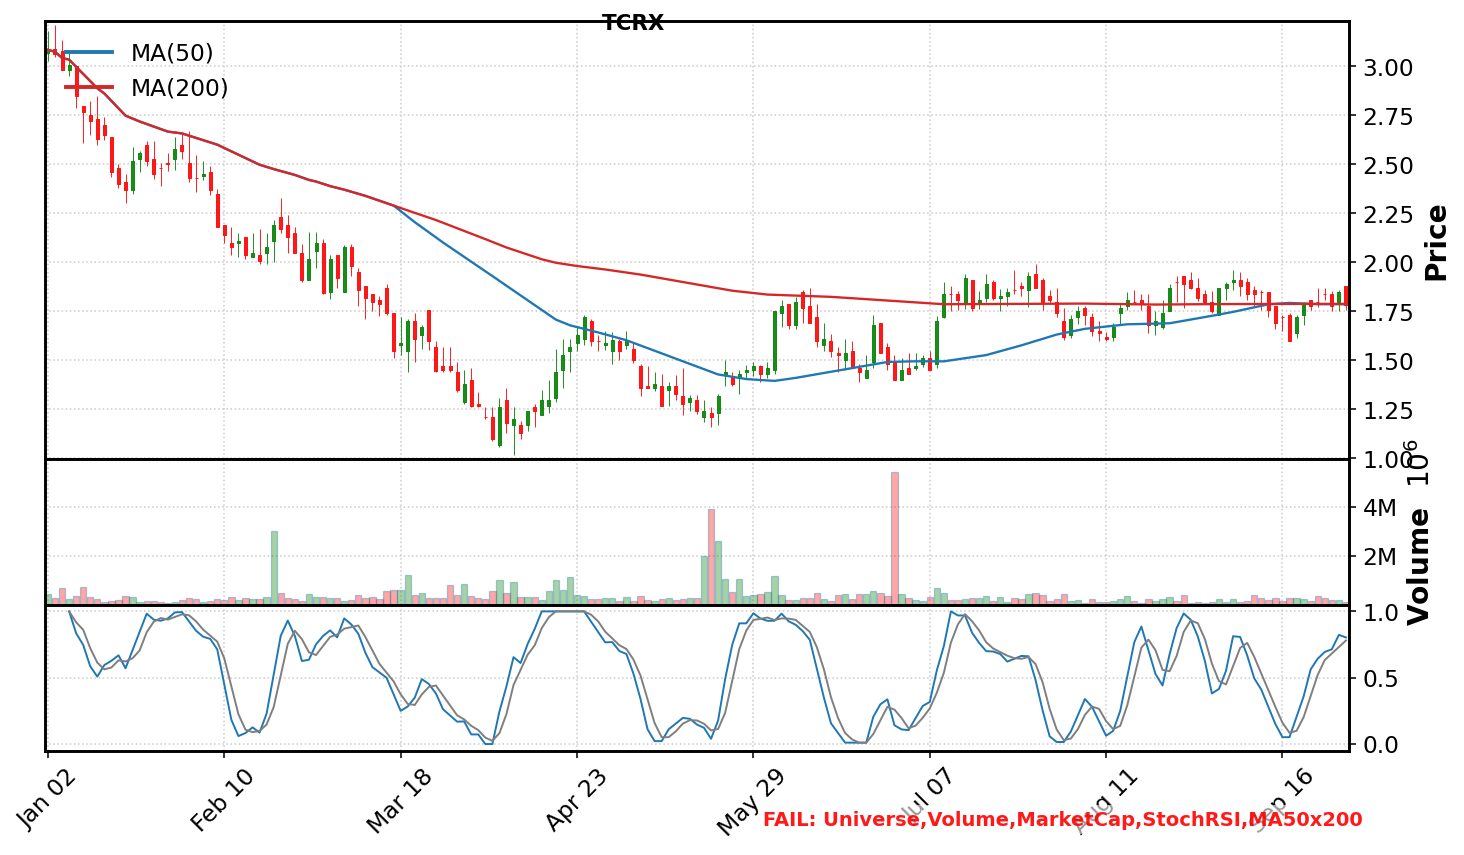 TCRX
MA(50)
MA(200)
3.00
2.75
2.50
2.25
2.00
1.75
1.50
1.25
1.00
Price
4M
2M
Volume 10^6
1.0
0.5
0.0
Jan 02
Feb 10
Mar 18
Apr 23
May 29
Jul 07
Aug 11
Sep 16
FAIL: Universe,Volume,MarketCap,StochRSI,MA50x200